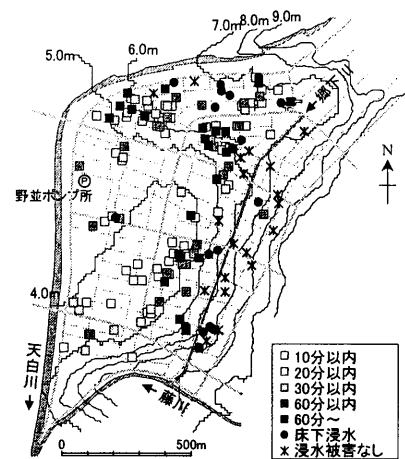 7.0m
8.0m
9.0m
6.0m
5.0m
N
P
野並ポンプ所
4.0m
天白川
藤川
0
500m
10分以内
20分以内
30分以内
60分以内
60分～
床下浸水
浸水被害なし